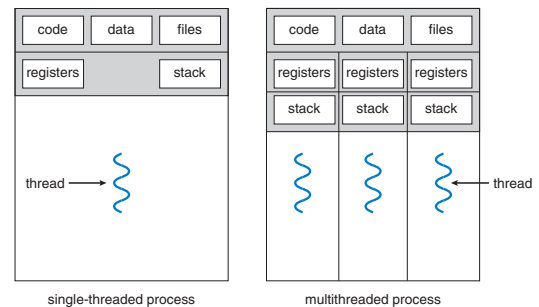 code data files
registers stack
thread
single-threaded process
code data files
registers registers registers
stack stack stack
thread
multithreaded process